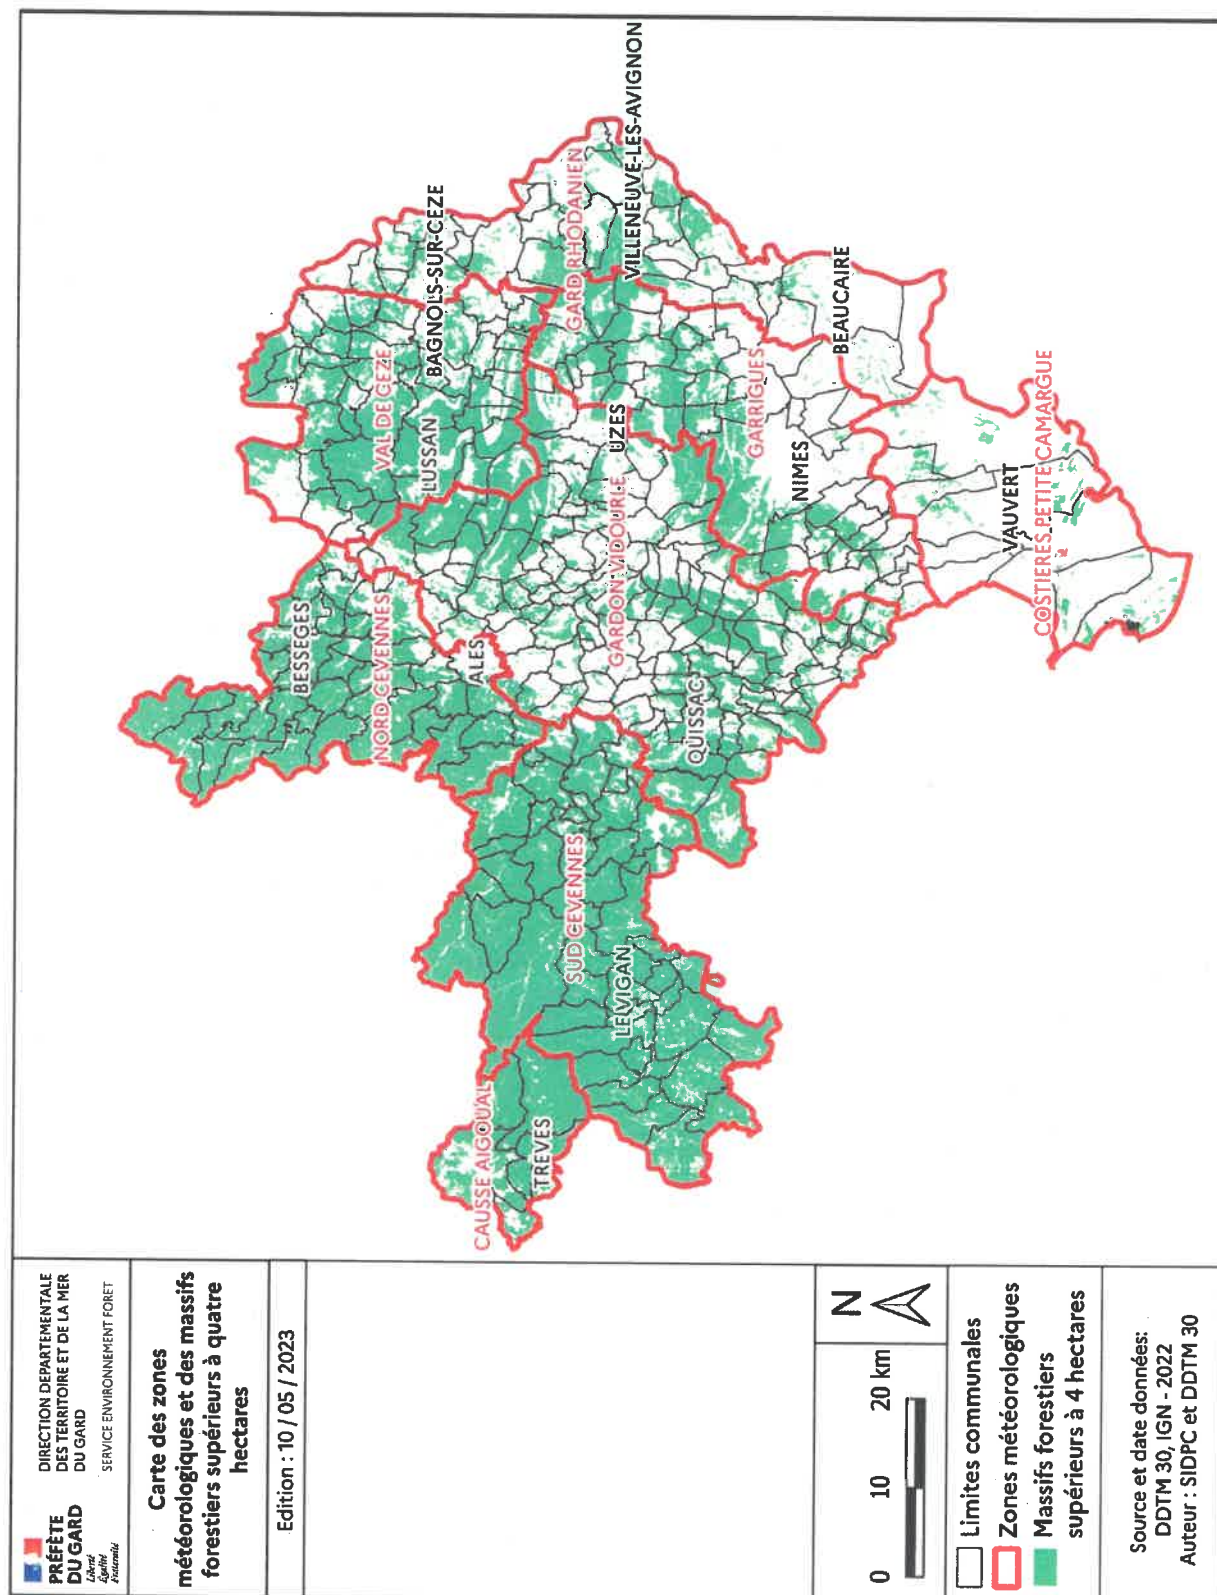 PRÉFÈTE
DU GARD
Liberté
Égalité
Fraternité
DIRECTION DEPARTEMENTALE
DES TERRITOIRE ET DE LA MER
DU GARD
SERVICE ENVIRONNEMENT FORET
Carte des zones
météorologiques et des massifs
forestiers supérieurs à quatre
hectares
Edition : 10 / 05 / 2023
N
0 10 20 km
Limites communales
Zones météorologiques
Massifs forestiers
supérieurs à 4 hectares
Source et date données:
DDTM 30, IGN - 2022
Auteur : SIDPC et DDTM 30
BESSEGES
NORD CEVENNES
VAL DE CEZE
BAGNOLS-SUR-CEZE
LUSSAN
ALES
CAUSSE AIGOUAL
TREVES
SUD CEVENNES
LE VIGAN
GARDON VIDOURLE
UZES
GARD RHODANIEN
VILLENEUVE-LES-AVIGNON
QUISSAC
GARRIGUES
NIMES
BEAUCAIRE
VAUVERT
COSTIERES PETITE CAMARGUE